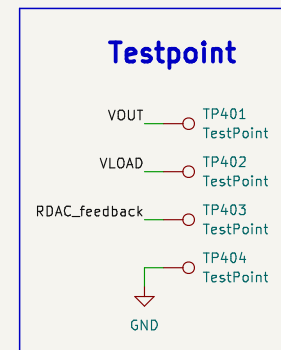 Testpoint
VOUT
TP401
TestPoint
VLOAD
TP402
TestPoint
RDAC_feedback
TP403
TestPoint
TP404
TestPoint
GND